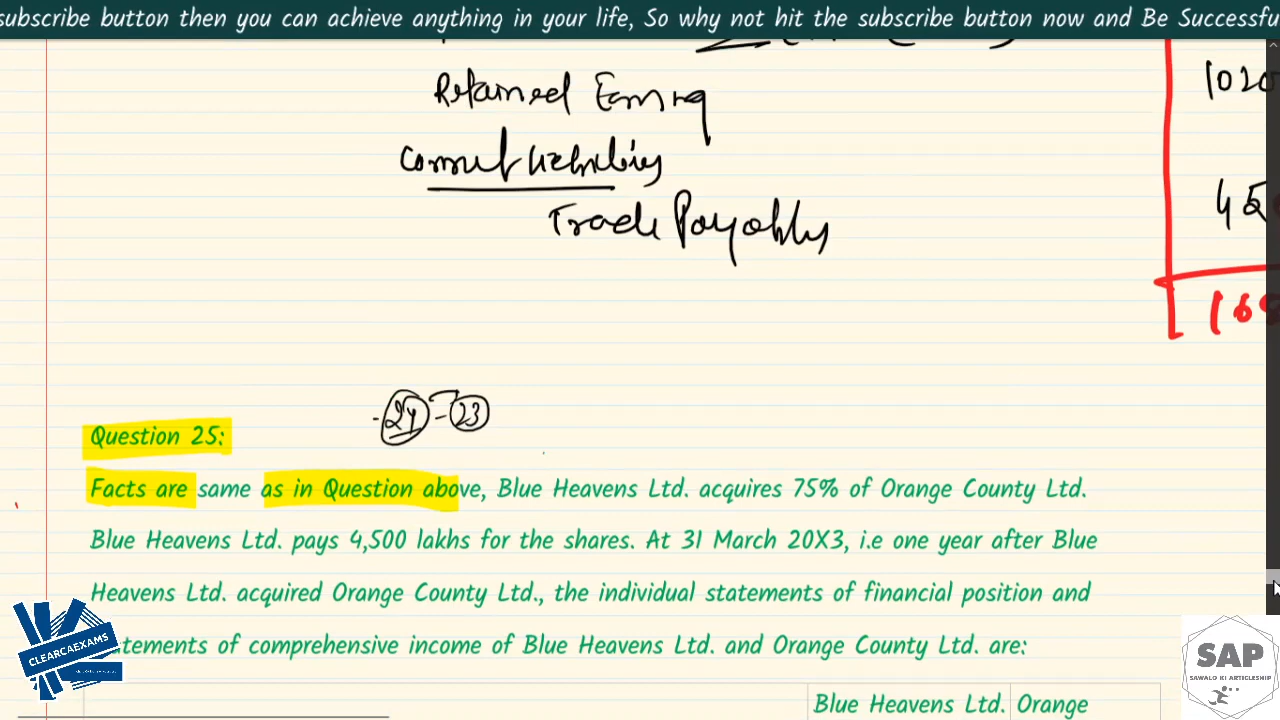 subscribe button then you can achieve anything in your life, So why not hit the subscribe button now and Be Successfu
1020
Retained Earning
Current liabilities
Trade Payables
45
24 - 23
Question 25:
Facts are same as in Question above, Blue Heavens Ltd. acquires 75% of Orange County Ltd.
Blue Heavens Ltd. pays 4,500 lakhs for the shares. At 31 March 20X3, i.e one year after Blue
Heavens Ltd. acquired Orange County Ltd., the individual statements of financial position and
tatements of comprehensive income of Blue Heavens Ltd. and Orange County Ltd. are:
CLEARCAEXAMS
SAP
SAWALO KI ARTICLESHIP
Blue Heavens Ltd. Orange